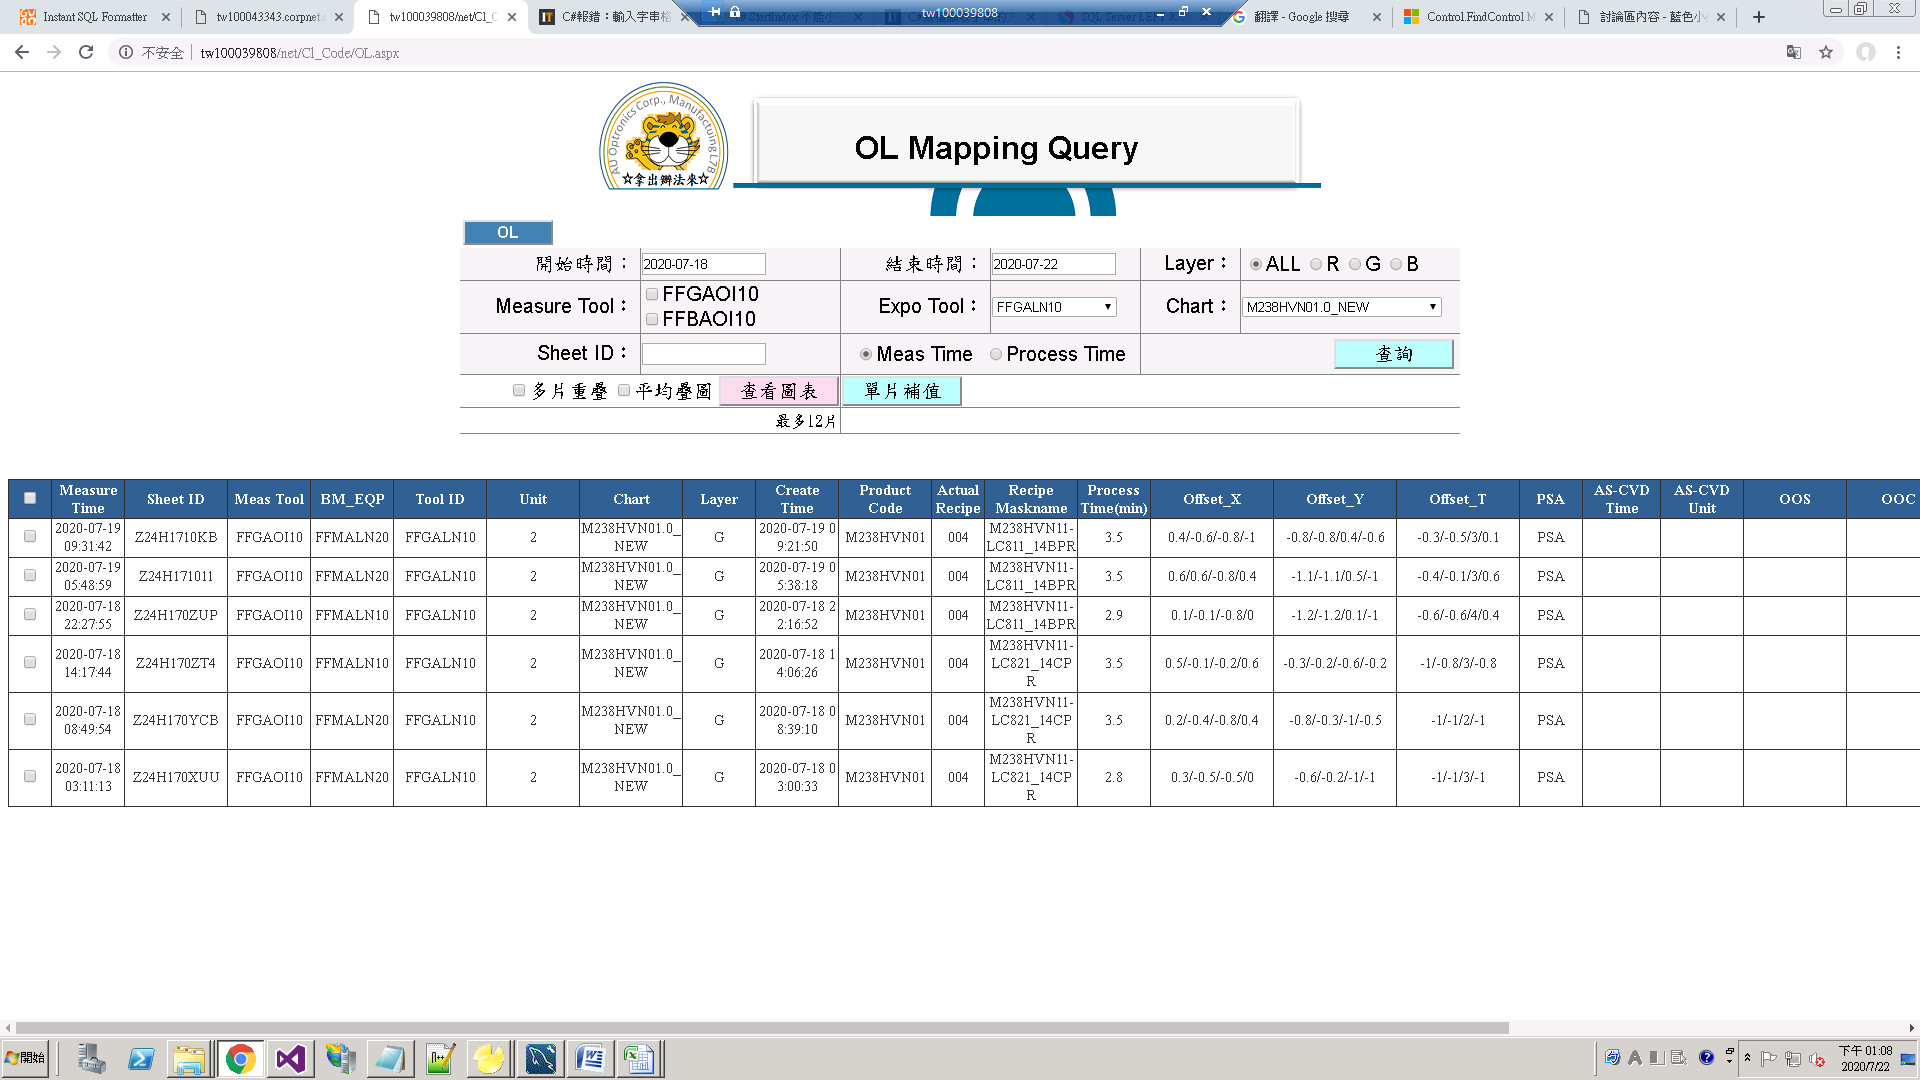 Instant SQL Formatter
tw100043343.corpnet.
tw100039808/net/Cl_C
C#報錯：輸入字串格
tw100039808
翻譯 - Google 搜尋
Control.FindControl M
討論區內容 - 藍色小
不安全
tw100039808/net/Cl_Code/OL.aspx
AU Optronics Corp., Manufacturing L7B
☆拿出辦法來☆
OL Mapping Query
OL
開始時間： 2020-07-18 結束時間： 2020-07-22 Layer： ALL R G B
Measure Tool： FFGAOI10 FFBAOI10 Expo Tool： FFGALN10 Chart： M238HVN01.0_NEW
Sheet ID： Meas Time Process Time 查詢
多片重疊 平均疊圖 查看圖表 單片補值
最多12片
Measure Time Sheet ID Meas Tool BM_EQP Tool ID Unit Chart Layer Create Time Product Code Actual Recipe Recipe Maskname Process Time(min) Offset_X Offset_Y Offset_T PSA AS-CVD Time AS-CVD Unit OOS OOC
2020-07-19 09:31:42 Z24H1710KB FFGAOI10 FFMALN20 FFGALN10 2 M238HVN01.0_NEW G 2020-07-19 09:21:50 M238HVN01 004 M238HVN11-LC811_14BPR 3.5 0.4/-0.6/-0.8/-1 -0.8/-0.8/0.4/-0.6 -0.3/-0.5/3/0.1 PSA
2020-07-19 05:48:59 Z24H171011 FFGAOI10 FFMALN20 FFGALN10 2 M238HVN01.0_NEW G 2020-07-19 05:38:18 M238HVN01 004 M238HVN11-LC811_14BPR 3.5 0.6/0.6/-0.8/0.4 -1.1/-1.1/0.5/-1 -0.4/-0.1/3/0.6 PSA
2020-07-18 22:27:55 Z24H170ZUP FFGAOI10 FFMALN10 FFGALN10 2 M238HVN01.0_NEW G 2020-07-18 22:16:52 M238HVN01 004 M238HVN11-LC811_14BPR 2.9 0.1/-0.1/-0.8/0 -1.2/-1.2/0.1/-1 -0.6/-0.6/4/0.4 PSA
2020-07-18 14:17:44 Z24H170ZT4 FFGAOI10 FFMALN10 FFGALN10 2 M238HVN01.0_NEW G 2020-07-18 14:06:26 M238HVN01 004 M238HVN11-LC821_14CPR 3.5 0.5/-0.1/-0.2/0.6 -0.3/-0.2/-0.6/-0.2 -1/-0.8/3/-0.8 PSA
2020-07-18 08:49:54 Z24H170YCB FFGAOI10 FFMALN20 FFGALN10 2 M238HVN01.0_NEW G 2020-07-18 08:39:10 M238HVN01 004 M238HVN11-LC821_14CPR 3.5 0.2/-0.4/-0.8/0.4 -0.8/-0.3/-1/-0.5 -1/-1/2/-1 PSA
2020-07-18 03:11:13 Z24H170XUU FFGAOI10 FFMALN20 FFGALN10 2 M238HVN01.0_NEW G 2020-07-18 03:00:33 M238HVN01 004 M238HVN11-LC821_14CPR 2.8 0.3/-0.5/-0.5/0 -0.6/-0.2/-1/-1 -1/-1/3/-1 PSA
開始
下午 01:08
2020/7/22